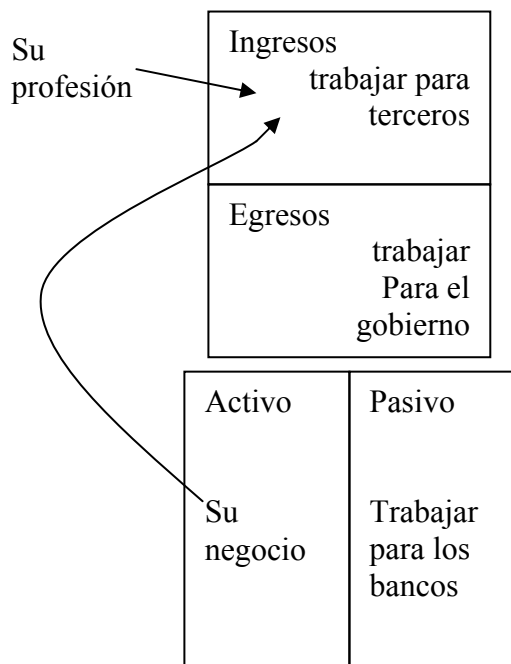 Su
profesión
Ingresos
trabajar para
terceros
Egresos
trabajar
Para el
gobierno
Activo
Su
negocio
Pasivo
Trabajar
para los
bancos